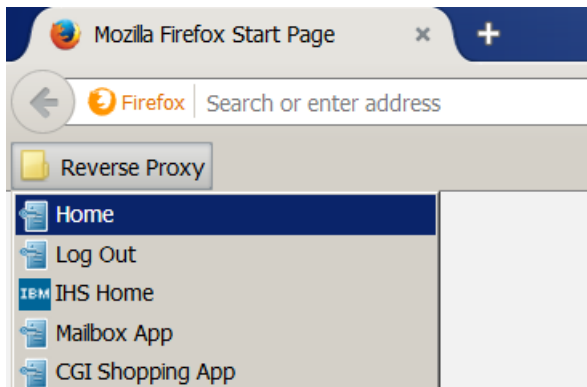 Mozilla Firefox Start Page
Firefox Search or enter address
Reverse Proxy
Home
Log Out
IBM IHS Home
Mailbox App
CGI Shopping App